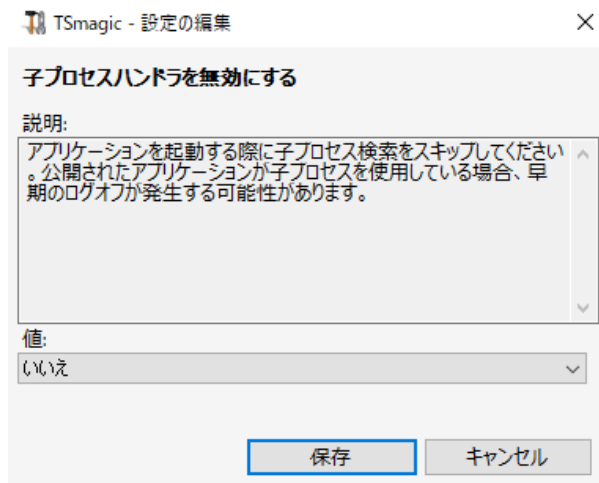 TSmagic - 設定の編集
子プロセスハンドラを無効にする
説明:
アプリケーションを起動する際に子プロセス検索をスキップしてください
。公開されたアプリケーションが子プロセスを使用している場合、早
期のログオフが発生する可能性があります。
値:
いいえ
保存
キャンセル